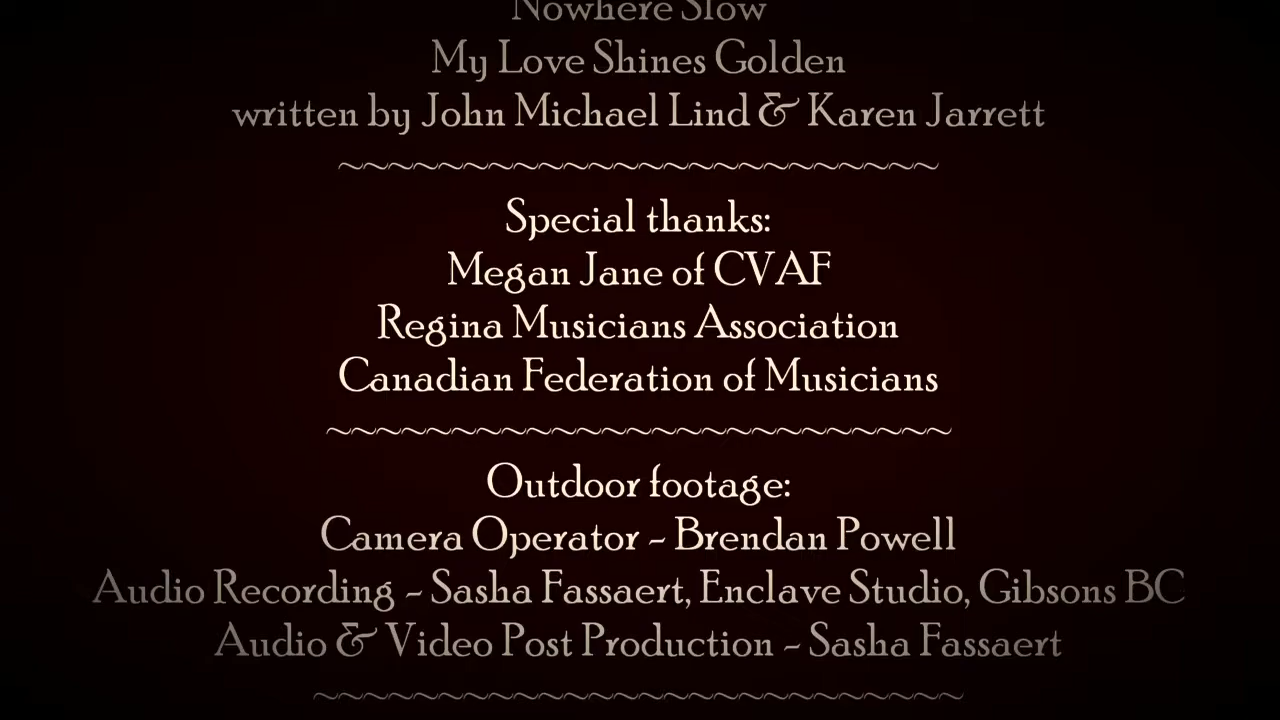 Nowhere Slow
My Love Shines Golden
written by John Michael Lind & Karen Jarrett
~~~~~~~~~~~~~~~~~~~~~~~~
Special thanks:
Megan Jane of CVAF
Regina Musicians Association
Canadian Federation of Musicians
~~~~~~~~~~~~~~~~~~~~~~~~~
Outdoor footage:
Camera Operator - Brendan Powell
Audio Recording - Sasha Fassaert, Enclave Studio, Gibsons BC
Audio & Video Post Production - Sasha Fassaert
~~~~~~~~~~~~~~~~~~~~~~~~~~